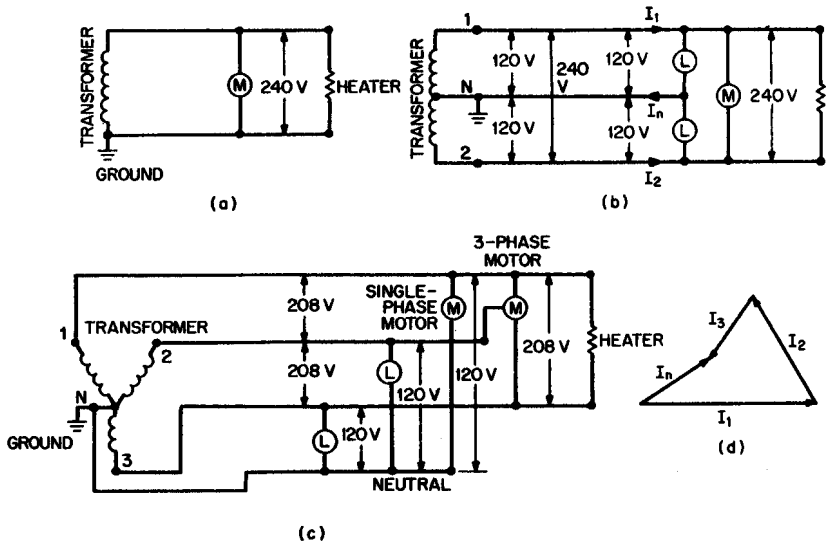 TRANSFORMER
M
240 V
HEATER
GROUND
(a)
TRANSFORMER
1
I1
120 V
240
V
120 V
L
N
In
M
240 V
120 V
120 V
L
2
I2
(b)
3-PHASE
MOTOR
208 V
SINGLE-
PHASE
MOTOR
M
M
1
TRANSFORMER
2
208 V
L
120 V
120 V
208 V
HEATER
N
GROUND
3
L
120 V
NEUTRAL
(c)
I3
I2
In
I1
(d)